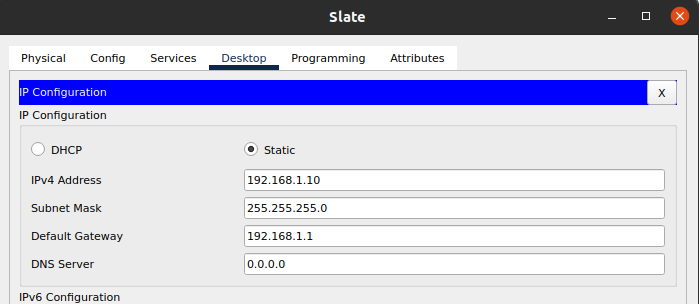 Slate
Physical Config Services Desktop Programming Attributes
IP Configuration X
IP Configuration
DHCP Static
IPv4 Address 192.168.1.10
Subnet Mask 255.255.255.0
Default Gateway 192.168.1.1
DNS Server 0.0.0.0
IPv6 Configuration